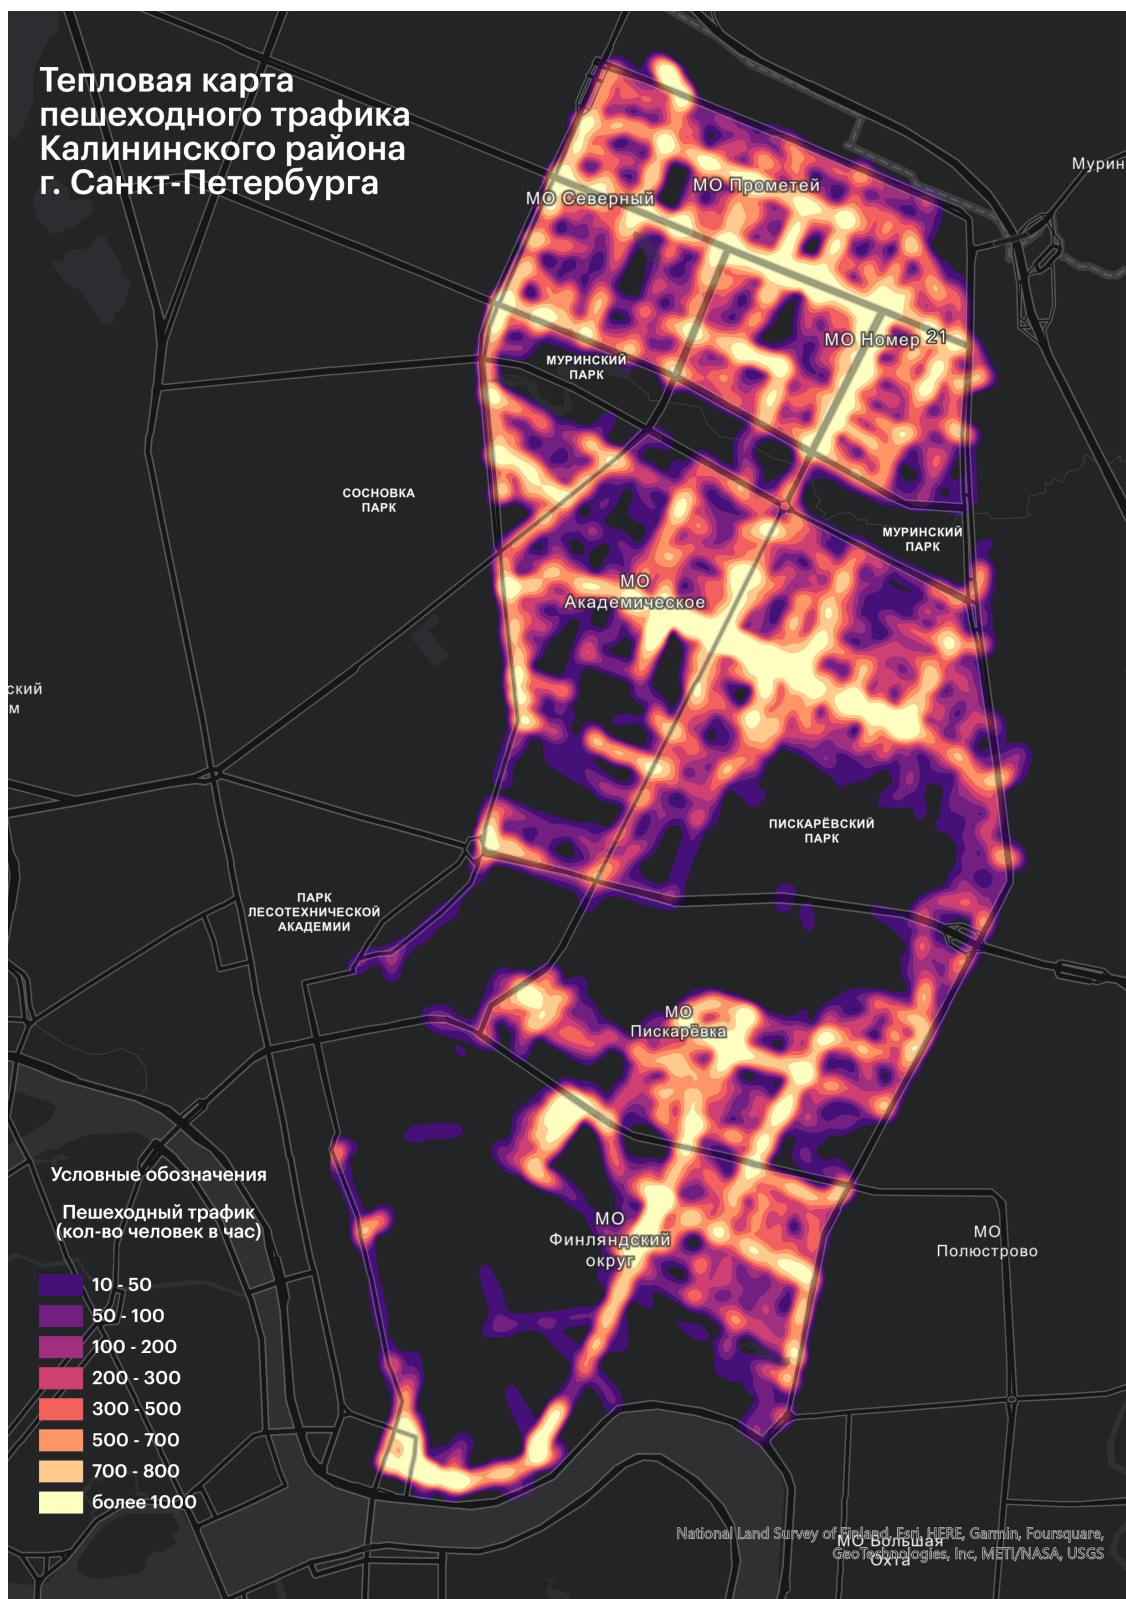 Тепловая карта
пешеходного трафика
Калининского района
г. Санкт-Петербурга
Мурин
МО Прометей
МО Северный
МО Номер 21
МУРИНСКИЙ
ПАРК
СОСНОВКА
ПАРК
МУРИНСКИЙ
ПАРК
МО
Академическое
ский
м
ПИСКАРЁВСКИЙ
ПАРК
ПАРК
ЛЕСОТЕХНИЧЕСКОЙ
АКАДЕМИИ
МО
Пискарёвка
МО
Финляндский
округ
МО
Полюстрово
Условные обозначения
Пешеходный трафик
(кол-во человек в час)
10 - 50
50 - 100
100 - 200
200 - 300
300 - 500
500 - 700
700 - 800
более 1000
National Land Survey of Finland, Esri, HERE, Garmin, Foursquare,
GeoTechnologies, Inc, METI/NASA, USGS
МО Большая
Охта